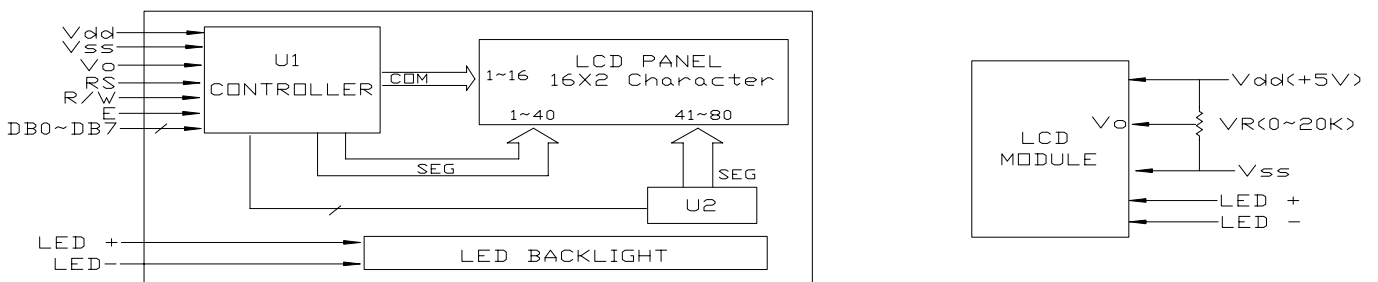 Vdd
Vss
Vo
RS
R/W
E
DB0~DB7
U1
CONTROLLER
COM
1~16
LCD PANEL
16X2 Character
1~40
41~80
SEG
SEG
U2
LED +
LED-
LED BACKLIGHT
LCD
MODULE
Vdd(+5V)
Vo
VR(0~20K)
Vss
LED +
LED -